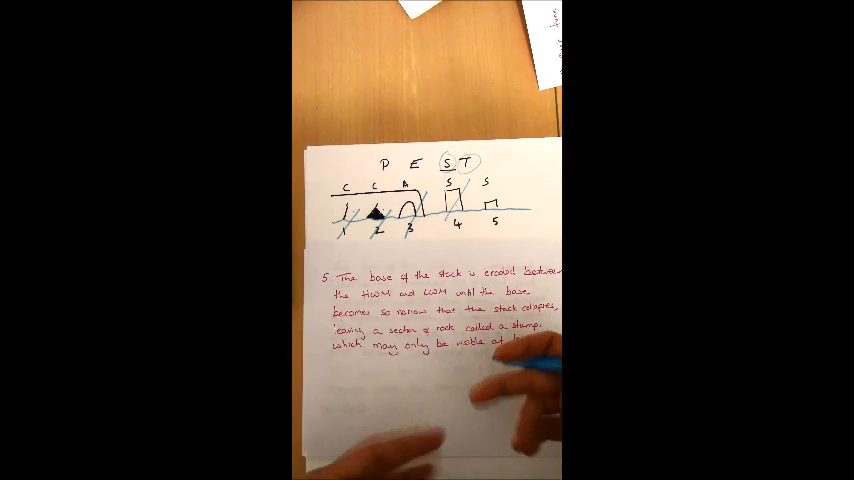 P E S T
C C A S S
1 2 3 4 5
5. The base of the stack is eroded between
the HWM and LWM until the base
becomes so narrow that the stack collapses,
leaving a section of rock called a stump,
which may only be visible at
time